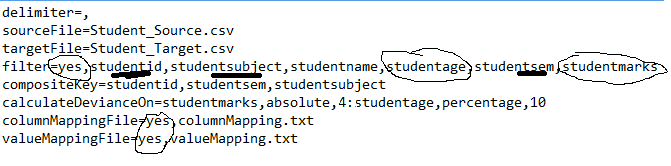 delimiter=,
sourceFile=Student_Source.csv
targetFile=Student_Target.csv
filter=yes,studentid,studentsubject,studentname,studentage,studentsem,studentmarks
compositeKey=studentid,studentsem,studentsubject
calculateDevianceOn=studentmarks,absolute,4:studentage,percentage,10
columnMappingFile=yes,columnMapping.txt
valueMappingFile=yes,valueMapping.txt